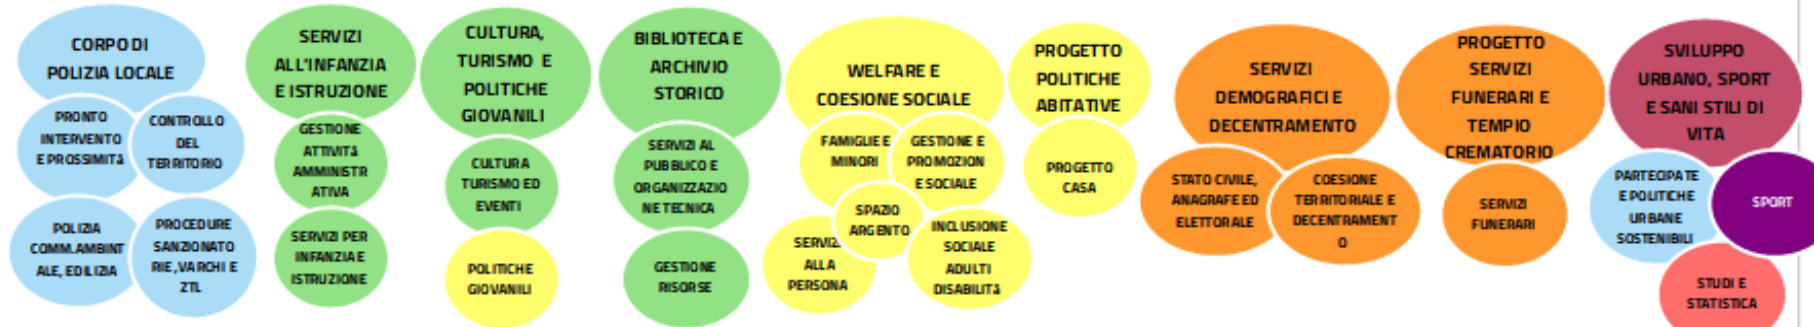 CORPO DI
POLIZIA LOCALE
PRONTO
INTERVENTO
E PROSSIMITà
CONTROLLO
DEL
TERRITORIO
POLIZIA
COMM.AMBINT
ALE, EDILIZIA
PROCEDURE
SANZIONATO
RIE, VARCHI E
ZTL
SERVIZI
ALL'INFANZIA
E ISTRUZIONE
GESTIONE
ATTIVITà
AMMINISTR
ATIVA
SERVIZI PER
INFANZIA E
ISTRUZIONE
CULTURA,
TURISMO E
POLITICHE
GIOVANILI
CULTURA
TURISMO ED
EVENTI
POLITICHE
GIOVANILI
BIBLIOTECA E
ARCHIVIO
STORICO
SERVIZI AL
PUBBLICO E
ORGANIZZAZIO
NE TECNICA
GESTIONE
RISORSE
WELFARE E
COESIONE SOCIALE
FAMIGLIE E
MINORI
GESTIONE E
PROMOZION
E SOCIALE
SPAZIO
ARGENTO
SERVIZI
ALLA
PERSONA
INCLUSIONE
SOCIALE
ADULTI
DISABILITà
PROGETTO
POLITICHE
ABITATIVE
PROGETTO
CASA
SERVIZI
DEMOGRAFICI E
DECENTRAMENTO
STATO CIVILE,
ANAGRAFE ED
ELETTORALE
COESIONE
TERRITORIALE E
DECENTRAMENT
O
PROGETTO
SERVIZI
FUNERARI E
TEMPIO
CREMATORIO
SERVIZI
FUNERARI
SVILUPPO
URBANO, SPORT
E SANI STILI DI
VITA
PARTECIPATE
E POLITICHE
URBANE
SOSTENIBILI
SPORT
STUDI E
STATISTICA